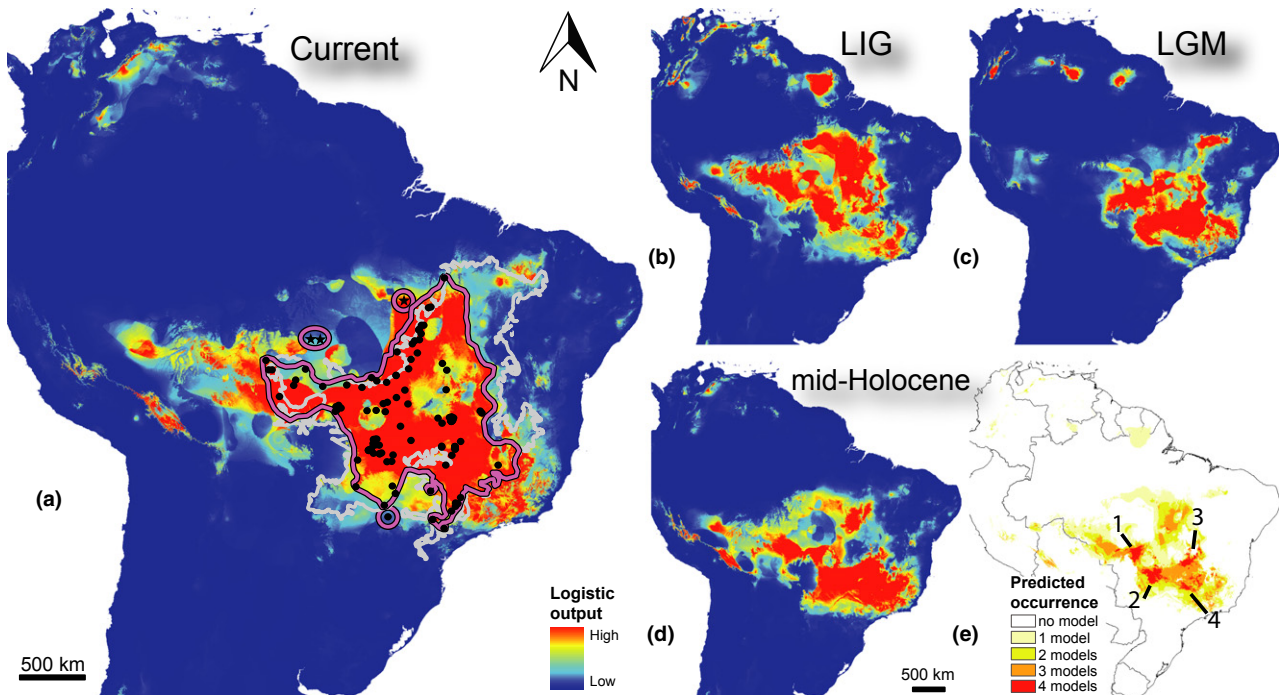 Current
N
LIG
LGM
(b)
(c)
(a)
Logistic
output
High
Low
500 km
mid-Holocene
(d)
500 km
(e)
1
2
3
4
Predicted
occurrence
no model
1 model
2 models
3 models
4 models